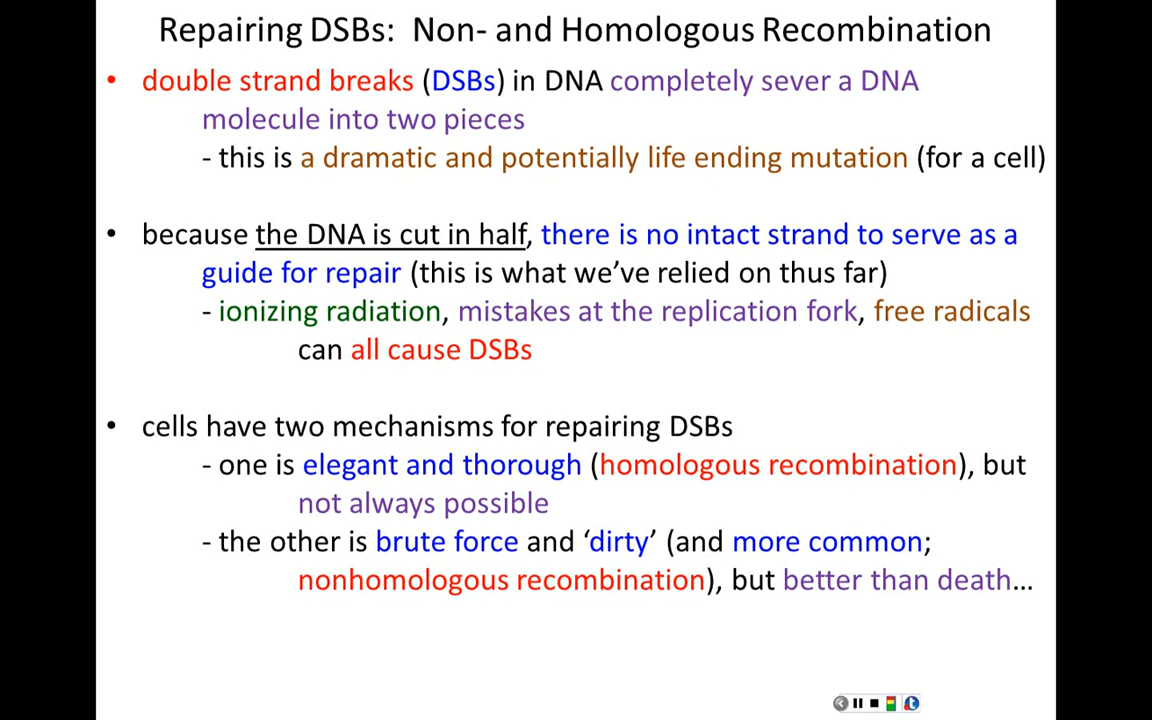 Repairing DSBs:  Non- and Homologous Recombination
• double strand breaks (DSBs) in DNA completely sever a DNA
molecule into two pieces
- this is a dramatic and potentially life ending mutation (for a cell)
• because the DNA is cut in half, there is no intact strand to serve as a
guide for repair (this is what we’ve relied on thus far)
- ionizing radiation, mistakes at the replication fork, free radicals
can all cause DSBs
• cells have two mechanisms for repairing DSBs
- one is elegant and thorough (homologous recombination), but
not always possible
- the other is brute force and ‘dirty’ (and more common;
nonhomologous recombination), but better than death…